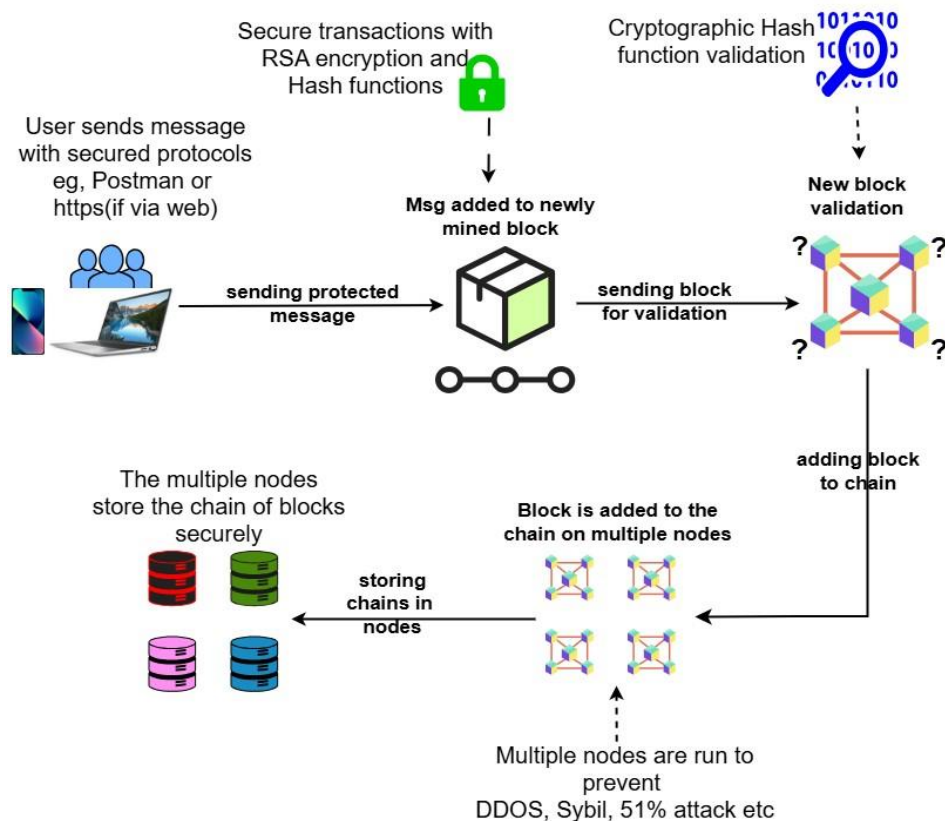 Secure transactions with
RSA encryption and
Hash functions
Cryptographic Hash
function validation
1011010
101010
0110110
User sends message
with secured protocols
eg, Postman or
https(if via web)
Msg added to newly
mined block
New block
validation
sending protected
message
sending block
for validation
?
?
?
?
adding block
to chain
The multiple nodes
store the chain of blocks
securely
Block is added to the
chain on multiple nodes
storing
chains in
nodes
Multiple nodes are run to
prevent
DDOS, Sybil, 51% attack etc